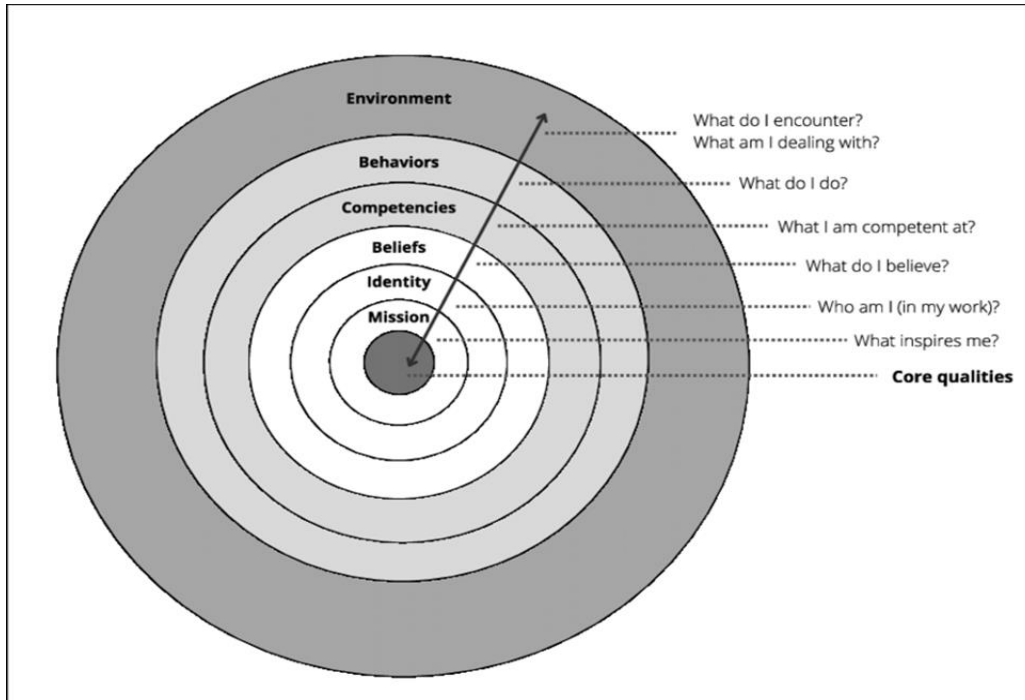 Environment
What do I encounter?
What am I dealing with?
Behaviors
What do I do?
Competencies
What I am competent at?
Beliefs
What do I believe?
Identity
Who am I (in my work)?
Mission
What inspires me?
Core qualities